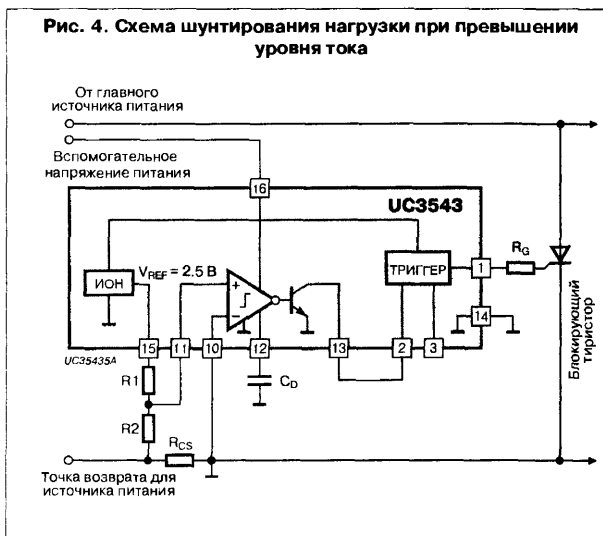 Рис. 4. Схема шунтирования нагрузки при превышении
уровня тока
От главного
источника питания
Вспомогательное
напряжение питания
16
UC3543
ИОН
VREF = 2.5 В
+
−
ТРИГГЕР
1
RG
14
Блокирующий
тиристор
UC35435A
15
11
10
12
13
2
3
R1
CD
R2
RCS
Точка возврата для
источника питания